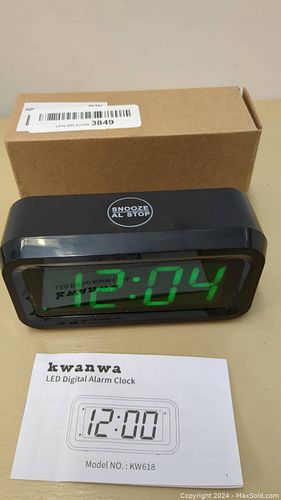 3849
SNOOZE
AL STOP
12:04
kwanwa
LED Digital Alarm Clock
12:00
Model NO. : KW618
Copyright © 2024 - MaxSold.com